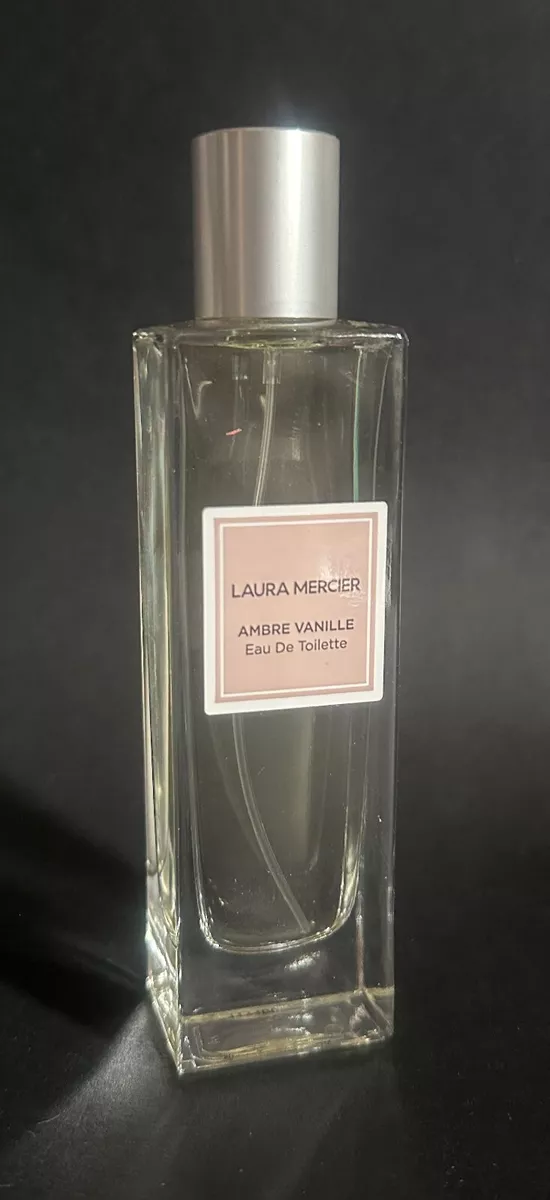 LAURA MERCIER
AMBRE VANILLE
Eau De Toilette